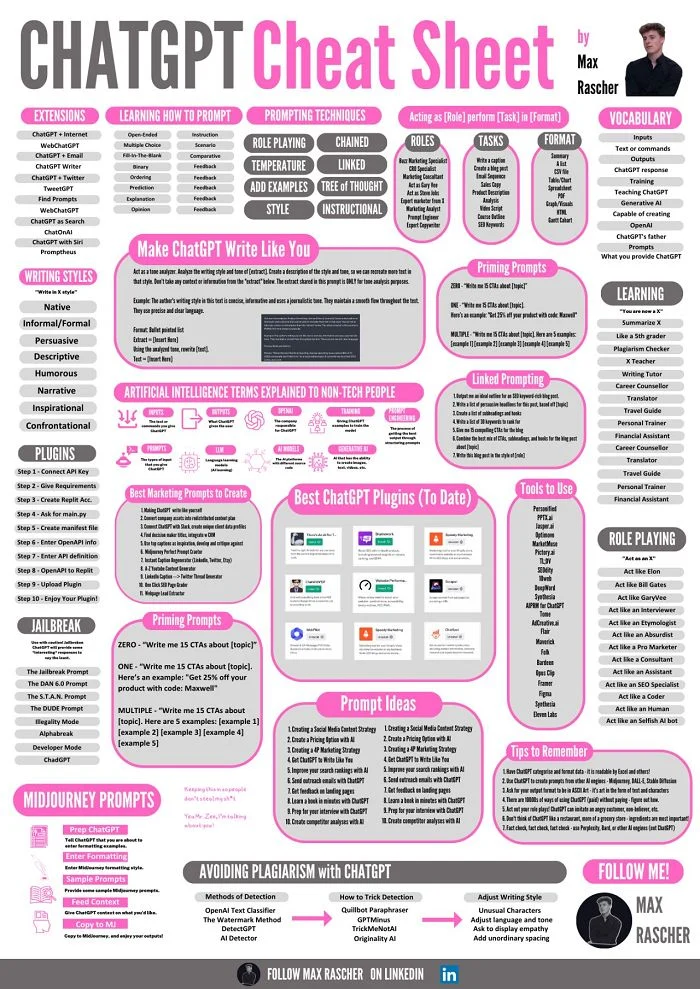 CHATGPT Cheat Sheet
by
Max
Rascher
EXTENSIONS
ChatGPT + Internet
WebChatGPT
ChatGPT + Email
ChatGPT Writer
ChatGPT + Twitter
TweetGPT
Find Prompts
WebChatGPT
ChatGPT as Search
ChatOnAI
ChatGPT with Siri
Promptheus
LEARNING HOW TO PROMPT
Open-Ended
Instruction
Multiple Choice
Scenario
Fill-In-The-Blank
Comparative
Binary
Feedback
Ordering
Feedback
Prediction
Feedback
Explanation
Feedback
Opinion
Feedback
PROMPTING TECHNIQUES
ROLE PLAYING
CHAINED
TEMPERATURE
LINKED
ADD EXAMPLES
TREE of THOUGHT
STYLE
INSTRUCTIONAL
Acting as [Role] perform [Task] in [Format]
ROLES
Buzz Marketing Specialist
CRO Specialist
Marketing Consultant
Act as Gary Vee
Act as Steve Jobs
Expert marketer from X
Marketing Analyst
Prompt Engineer
Expert Copywriter
TASKS
Write a caption
Create a blog post
Email Sequence
Sales Copy
Product Description
Analysis
Video Script
Course Outline
SEO Keywords
FORMAT
Summary
A list
CSV file
Table/Chart
Spreadsheet
PDF
Graph/Visuals
HTML
Gantt Cohart
VOCABULARY
Inputs
Text or commands
Outputs
ChatGPT response
Training
Teaching ChatGPT
Generative AI
Capable of creating
OpenAI
ChatGPT's father
Prompts
What you provide ChatGPT
WRITING STYLES
"Write in X style"
Native
Informal/Formal
Persuasive
Descriptive
Humorous
Narrative
Inspirational
Confrontational
Make ChatGPT Write Like You
Act as a tone analyzer. Analyze the writing style and tone of [extract]. Create a description of the style and tone, so we can recreate more text in
that style. Don't take any context or information from the "extract" below. The extract shared in this prompt is ONLY for tone analysis purposes.
Example: The author's writing style in this text is concise, informative and uses a journalistic tone. They maintain a smooth flow throughout the text.
They use precise and clear language.
Format: Bullet pointed list
Extract = [Insert Here]
Using the analyzed tone, rewrite [text].
Text = [Insert Here]
Priming Prompts
ZERO - "Write me 15 CTAs about [topic]"
ONE - "Write me 15 CTAs about [topic].
Here's an example: "Get 25% off your product with code: Maxwell"
MULTIPLE - "Write me 15 CTAs about [topic]. Here are 5 examples:
[example 1] [example 2] [example 3] [example 4] [example 5]
LEARNING
"You are now a X"
Summarize X
Like a 5th grader
Plagiarism Checker
X Teacher
Writing Tutor
Career Counsellor
Translator
Travel Guide
Personal Trainer
Financial Assistant
Career Counsellor
Translator
Travel Guide
Personal Trainer
Financial Assistant
Linked Prompting
1. Output me an ideal outline for an SEO keyword-rich blog post.
2. Write a list of persuasive headlines for this post, based off [topic]
3. Create a list of subheadings and hooks
4. Write a list of 30 keywords to rank for
5. Give me 15 compelling CTAs for the blog
6. Combine the best mix of CTAs, subheadings, and hooks for the blog post
about [topic]
7. Write this blog post in the style of [role]
ARTIFICIAL INTELLIGENCE TERMS EXPLAINED TO NON-TECH PEOPLE
INPUTS
The text or
commands you
give ChatGPT
OUTPUTS
What ChatGPT
gives the user
OPENAI
The company
responsible for
ChatGPT
TRAINING
Giving ChatGPT
examples to train the
model
PROMPT
ENGINEERING
The process of
getting the best
output through
structuring prompts
PROMPTS
The types of input
that you give
ChatGPT
LLM
Language learning
models
(AI learning)
AI MODELS
The AI platforms
with different source
code
GENERATIVE AI
AI that has the ability
to create images,
text, videos, etc.
PLUGINS
Step 1 - Connect API Key
Step 2 - Give Requirements
Step 3 - Create Replit Acc.
Step 4 - Ask for main.py
Step 5 - Create manifest file
Step 6 - Enter OpenAPI info
Step 7 - Enter API definition
Step 8 - OpenAPI to Replit
Step 9 - Upload Plugin
Step 10 - Enjoy Your Plugin!
Best Marketing Prompts to Create
1. Making ChatGPT write like yourself
2. Convert company assets into redistributed content plan
3. Connect ChatGPT with Slack, create unique client data profiles
4. Find decision maker titles, integrate w CRM
5. Use top captions as inspiration, develop and critique against
6. Midjourney Perfect Prompt Creator
7. Instant Caption Regenerator (LinkedIn, Twitter, Etsy)
8. A-Z Youtube Content Generator
9. LinkedIn Caption --> Twitter Thread Generator
10. One Click SEO Page Grader
11. Webpage Lead Extractor
Best ChatGPT Plugins (To Date)
Speedy Marketing
ChatWithPDF
Website Performa...
Scraper
WebPilot
Speedy Marketing
Tools to Use
Personified
PPTX.ai
Jasper.ai
Optimom
MarketMuse
Pictory.ai
TL;DV
SEOdity
10web
DeepWord
Synthesia
AIPRM for ChatGPT
Tome
AdCreative.ai
Flair
Maverick
Folk
Bardeen
Opus Clip
Framer
Figma
Synthesia
Eleven Labs
ROLE PLAYING
"Act as an X"
Act like Elon
Act like Bill Gates
Act like GaryVee
Act like an Interviewer
Act like an Etymologist
Act like an Absurdist
Act like a Pro Marketer
Act like a Consultant
Act like an Assistant
Act like an SEO Specialist
Act like a Coder
Act like an Human
Act like an Selfish AI bot
JAILBREAK
Use with caution! Jailbroken
ChatGPT will provide some
"interesting" responses to
say the least.
The Jailbreak Prompt
The DAN 6.0 Prompt
The S.T.A.N. Prompt
The DUDE Prompt
Illegality Mode
Alphabreak
Developer Mode
ChadGPT
Priming Prompts
ZERO - "Write me 15 CTAs about [topic]"
ONE - "Write me 15 CTAs about [topic].
Here's an example: "Get 25% off your
product with code: Maxwell"
MULTIPLE - "Write me 15 CTAs about
[topic]. Here are 5 examples: [example 1]
[example 2] [example 3] [example 4]
[example 5]
Prompt Ideas
1. Creating a Social Media Content Strategy
2. Create a Pricing Option with AI
3. Creating a 4P Marketing Strategy
4. Get ChatGPT to Write Like You
5. Improve your search rankings with AI
6. Send outreach emails with ChatGPT
7. Get feedback on landing pages
8. Learn a book in minutes with ChatGPT
9. Prep for your interview with ChatGPT
10. Create competitor analyses with AI
1. Creating a Social Media Content Strategy
2. Create a Pricing Option with AI
3. Creating a 4P Marketing Strategy
4. Get ChatGPT to Write Like You
5. Improve your search rankings with AI
6. Send outreach emails with ChatGPT
7. Get feedback on landing pages
8. Learn a book in minutes with ChatGPT
9. Prep for your interview with ChatGPT
10. Create competitor analyses with AI
Tips to Remember
1. Have ChatGPT categorise and format data - it is readable by Excel and others!
2. Use ChatGPT to create prompts from other AI engines - Midjourney, DALL-E, Stable Diffusion
3. Ask for your output format to be in ASCII Art - it's art in the form of text and characters
4. There are 10000s of ways of using ChatGPT (paid) without paying - figure out how.
5. Act out your role plays! ChatGPT can imitate an angry customer, non-believer, etc.
6. Don't think of ChatGPT like a restaurant, more of a grocery store - ingredients are most important!
7. Fact check, fact check, fact check - use Perplexity, Bard, or other AI engines (not ChatGPT)
MIDJOURNEY PROMPTS
Prep ChatGPT
Tell ChatGPT that you are about to
enter formatting examples.
Enter Formatting
Enter Midjourney formatting style.
Sample Prompts
Provide some sample Midjourney prompts.
Feed Context
Give ChatGPT context on what you'd like.
Copy to MJ
Copy to Midjourney, and enjoy your outputs!
Keeping this in so people
don't steal my sh*t
You Mr. Zen, I'm talking
about you!
AVOIDING PLAGIARISM with CHATGPT
Methods of Detection
OpenAI Text Classifier
The Watermark Method
DetectGPT
AI Detector
How to Trick Detection
Quillbot Paraphraser
GPTMinus
TrickMeNotAI
Originality AI
Adjust Writing Style
Unusual Characters
Adjust language and tone
Ask to display empathy
Add unordinary spacing
FOLLOW ME!
MAX
RASCHER
FOLLOW MAX RASCHER ON LINKEDIN
in